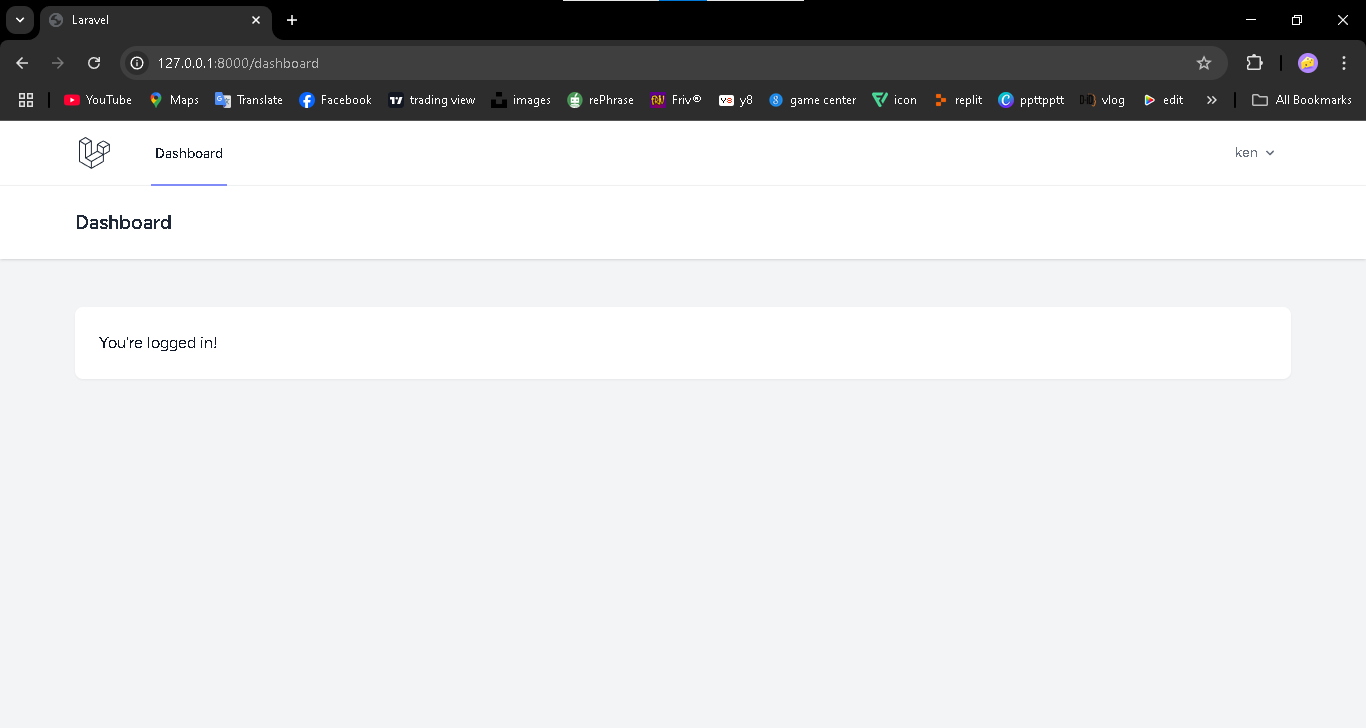 Laravel
127.0.0.1:8000/dashboard
YouTube Maps Translate Facebook trading view images rePhrase Friv® y8 game center icon replit ppttpptt vlog edit » All Bookmarks
Dashboard ken
Dashboard
You're logged in!